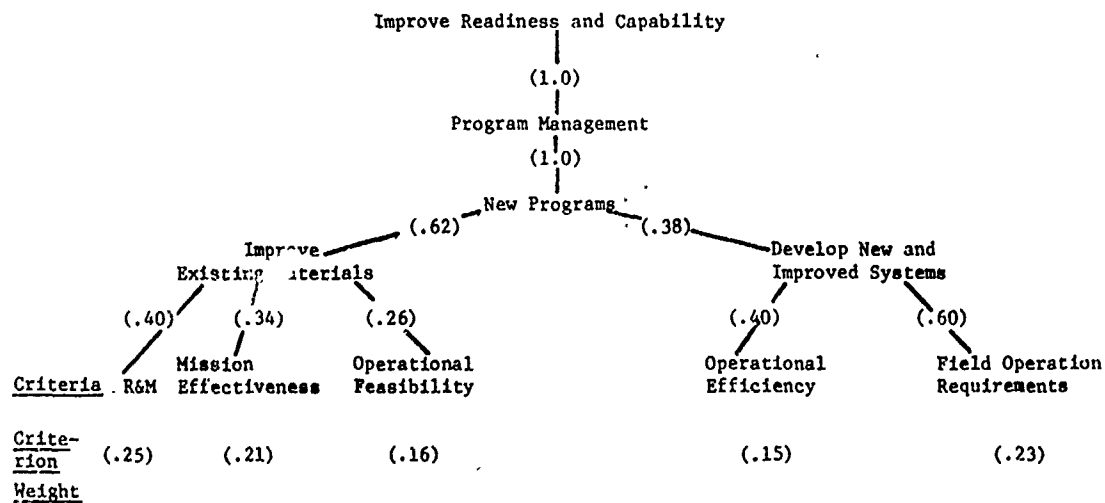 Improve Readiness and Capability
(1.0)
Program Management
(1.0)
New Programs
(.62) (.38)
Improve Develop New and
Existing Materials Improved Systems
(.40) (.34) (.26) (.40) (.60)
Mission Operational Operational Field Operation
Criteria R&M Effectiveness Feasibility Efficiency Requirements
Crite-
rion (.25) (.21) (.16) (.15) (.23)
Weight